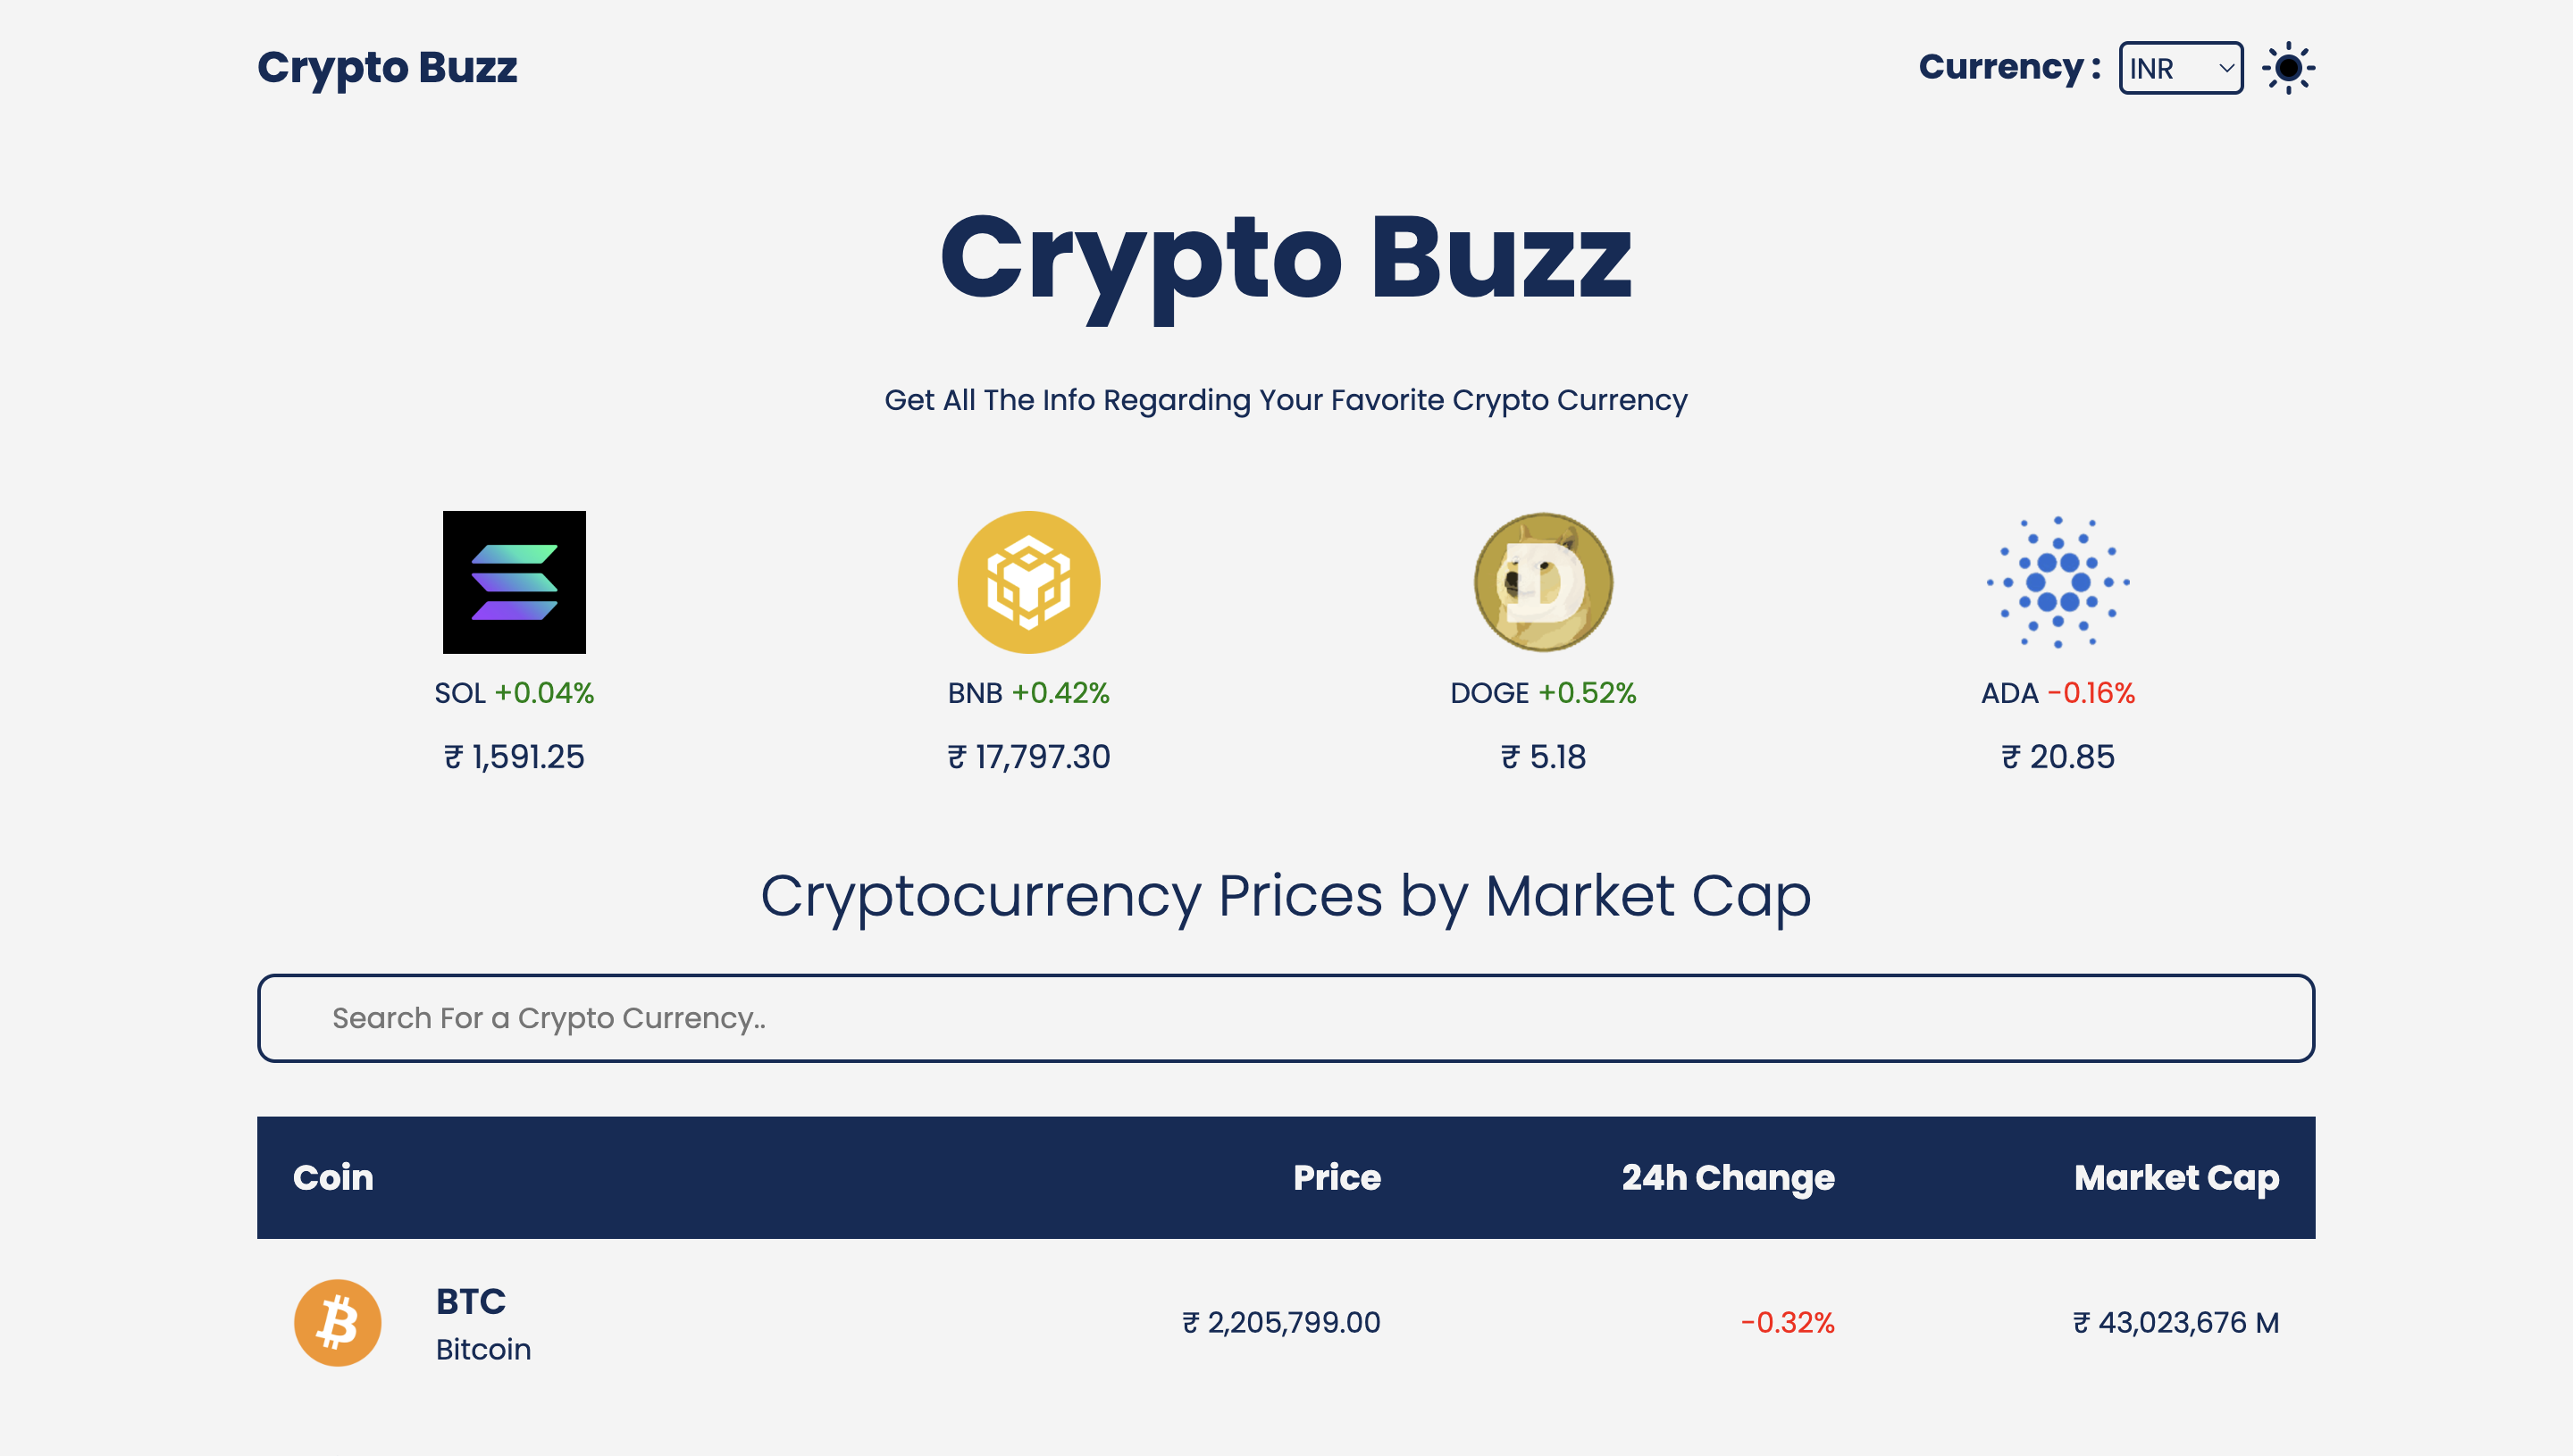 Crypto Buzz
Currency : INR
Crypto Buzz
Get All The Info Regarding Your Favorite Crypto Currency
SOL +0.04%
₹ 1,591.25
BNB +0.42%
₹ 17,797.30
DOGE +0.52%
₹ 5.18
ADA -0.16%
₹ 20.85
Cryptocurrency Prices by Market Cap
Search For a Crypto Currency..
Coin Price 24h Change Market Cap
BTC
Bitcoin
₹ 2,205,799.00 -0.32% ₹ 43,023,676 M